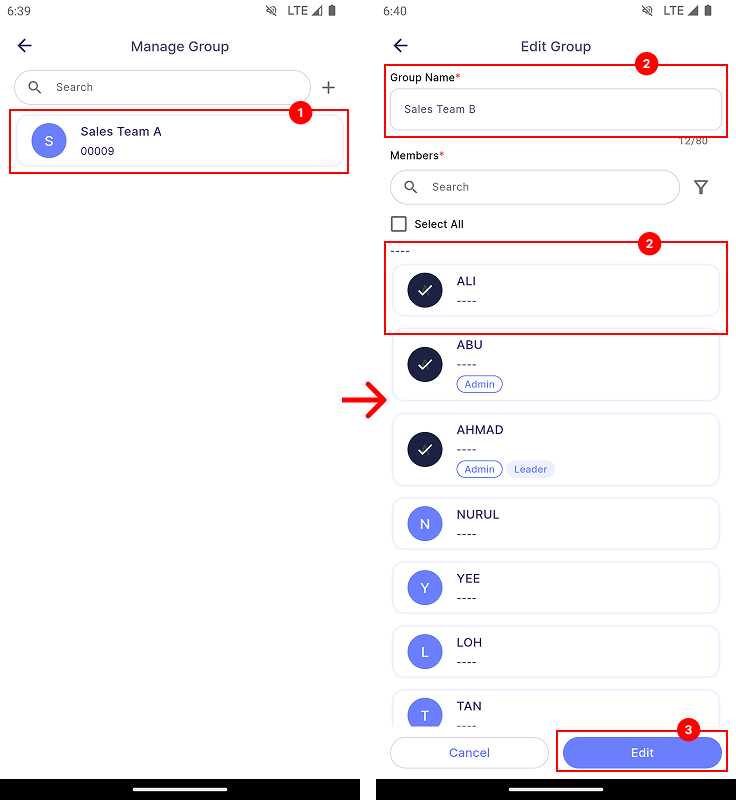 6:39
LTE
Manage Group
Search
1
S
Sales Team A
00009
6:40
LTE
Edit Group
2
Group Name*
Sales Team B
12/80
Members*
Search
Select All
2
----
ALI
----
ABU
----
Admin
AHMAD
----
Admin Leader
N
NURUL
----
Y
YEE
----
L
LOH
----
T
TAN
----
3
Cancel
Edit